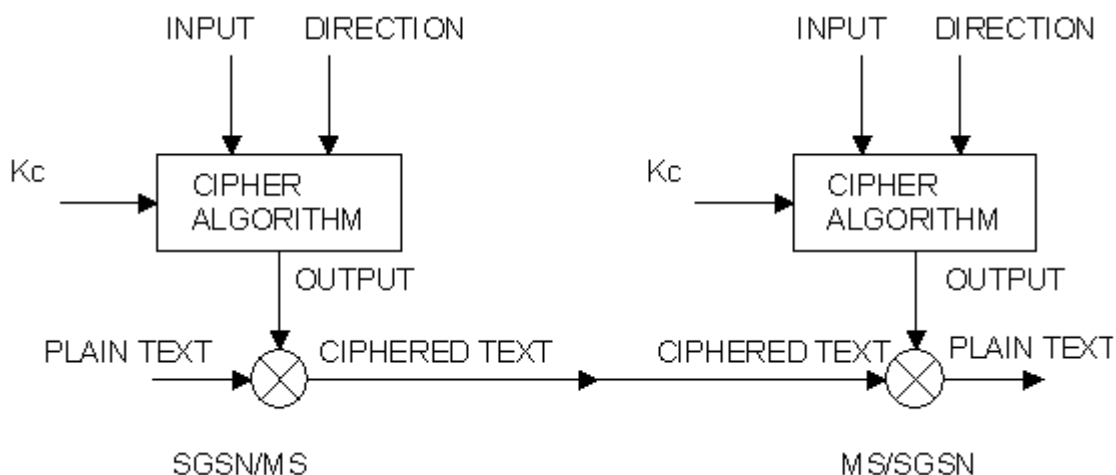 INPUT DIRECTION INPUT DIRECTION
Kc CIPHER ALGORITHM Kc CIPHER ALGORITHM
OUTPUT OUTPUT
PLAIN TEXT CIPHERED TEXT CIPHERED TEXT PLAIN TEXT
SGSN/MS MS/SGSN